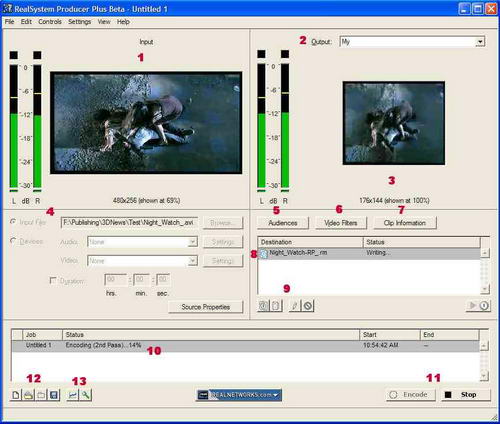 RealSystem Producer Plus Beta - Untitled 1
File Edit Controls Settings View Help
Input
1
2 Output: My
0
-6
-12
-18
-24
-30
L dB R
0
-6
-12
-18
-24
-30
L dB R
480x256 (shown at 69%)
3
176x144 (shown at 100%)
4
Input File: F:\Publishing\3DNews\Test\Night_Watch_.avi Browse...
Devices: Audio: None Settings
Video: None Settings
Duration: 00 : 00 : 00
hrs. min. sec.
Source Properties
5 6 7
Audiences Video Filters Clip Information
Destination Status
8 Night_Watch-RP_.rm Writing...
9
Job Status Start End
Untitled 1 Encoding (2nd Pass)...14% 10:54:42 AM --
10
12 13 11
REALNETWORKS.com
Encode Stop